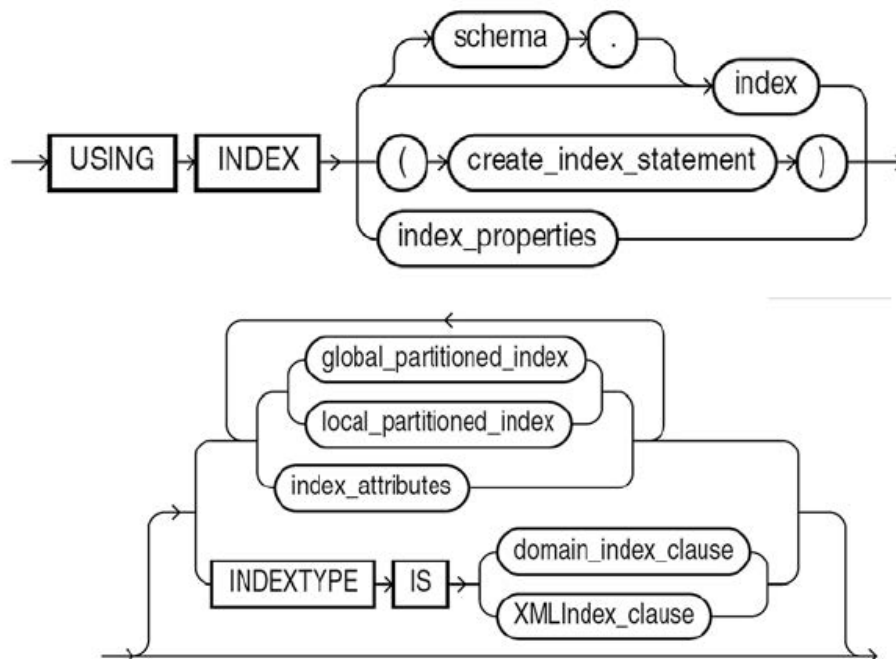 schema .
index
USING INDEX
( create_index_statement )
index_properties
global_partitioned_index
local_partitioned_index
index_attributes
domain_index_clause
INDEXTYPE IS
XMLIndex_clause